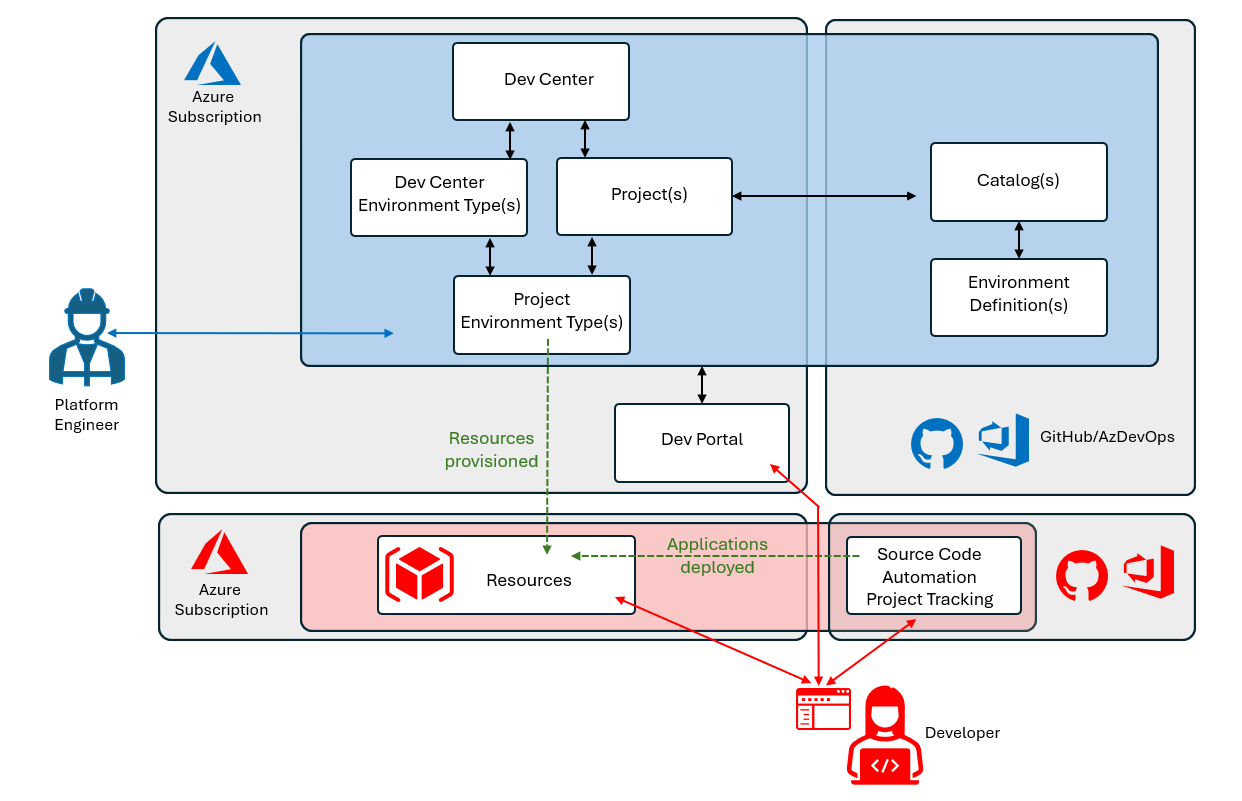 Azure
Subscription
Dev Center
Dev Center
Environment Type(s)
Project(s)
Catalog(s)
Project
Environment Type(s)
Environment
Definition(s)
Platform
Engineer
Resources
provisioned
Dev Portal
GitHub/AzDevOps
Azure
Subscription
Resources
Applications
deployed
Source Code
Automation
Project Tracking
Developer
</>